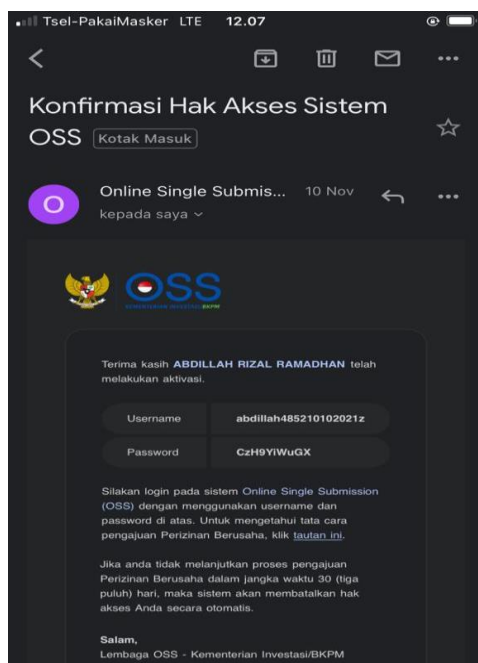 Tsel-PakaiMasker LTE 12.07
Konfirmasi Hak Akses Sistem
OSS Kotak Masuk
O
Online Single Submis... 10 Nov
kepada saya
OSS
KEMENTERIAN INVESTASI/BKPM
Terima kasih ABDILLAH RIZAL RAMADHAN telah
melakukan aktivasi.
Username abdillah485210102021z
Password CzH9YiWuGX
Silakan login pada sistem Online Single Submission
(OSS) dengan menggunakan username dan
password di atas. Untuk mengetahui tata cara
pengajuan Perizinan Berusaha, klik tautan ini.
Jika anda tidak melanjutkan proses pengajuan
Perizinan Berusaha dalam jangka waktu 30 (tiga
puluh) hari, maka sistem akan membatalkan hak
akses Anda secara otomatis.
Salam,
Lembaga OSS - Kementerian Investasi/BKPM